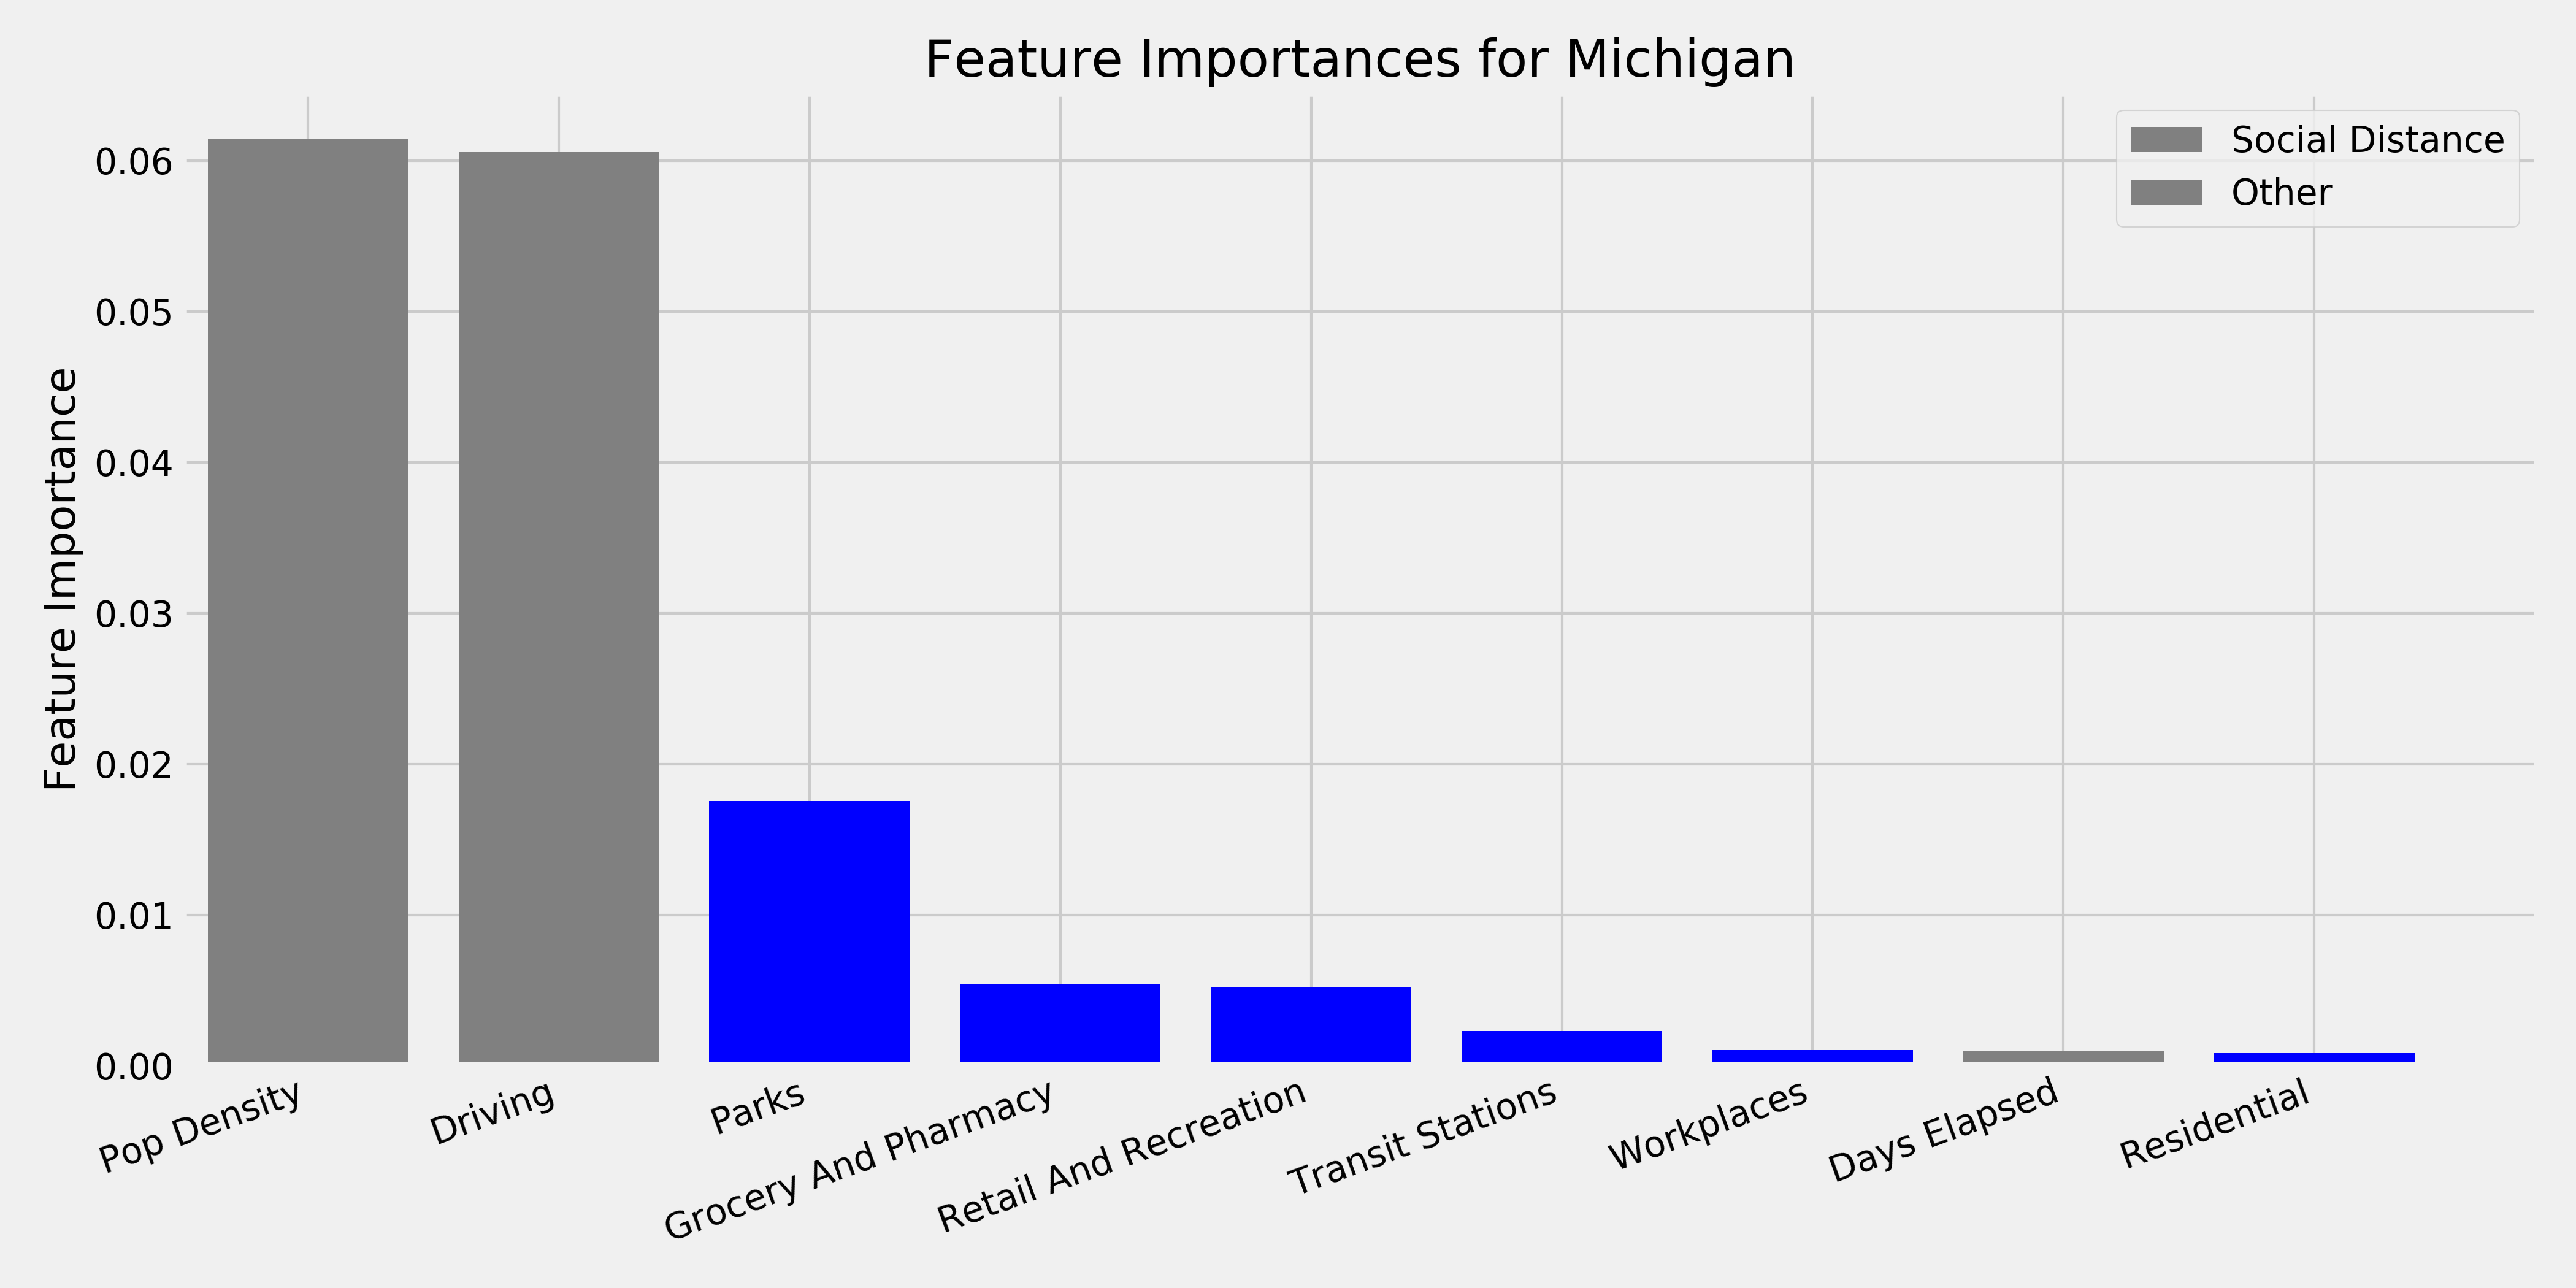 Feature Importances for Michigan
Social Distance
Other
Feature Importance
0.06
0.05
0.04
0.03
0.02
0.01
0.00
Pop Density
Driving
Parks
Grocery And Pharmacy
Retail And Recreation
Transit Stations
Workplaces
Days Elapsed
Residential